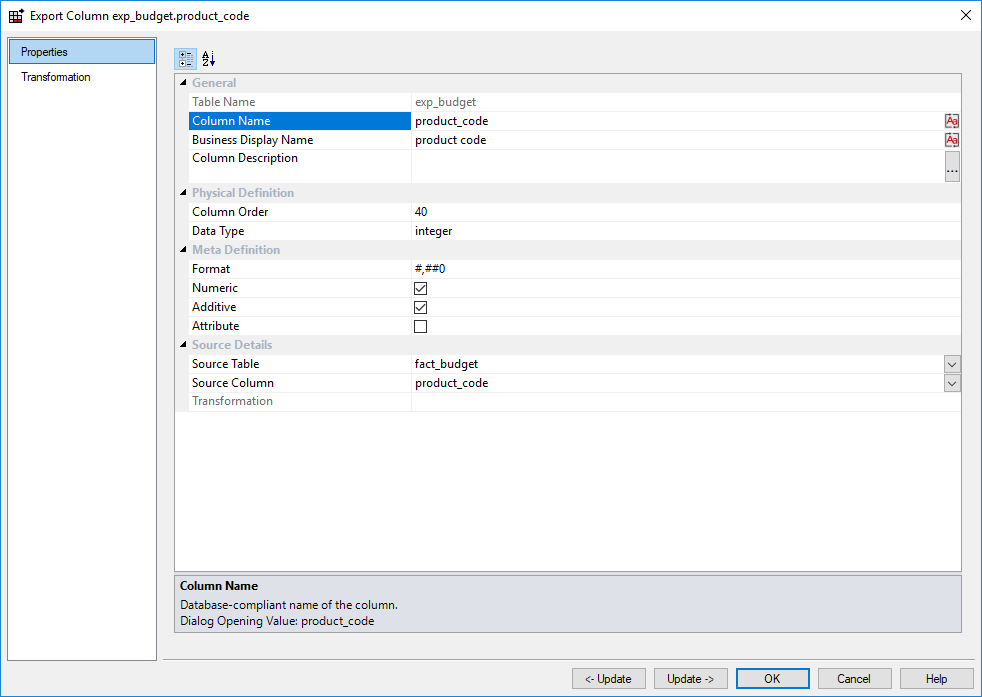 Export Column exp_budget.product_code
Properties
Transformation
General
Table Name exp_budget
Column Name product_code
Business Display Name product code
Column Description
...
Physical Definition
Column Order 40
Data Type integer
Meta Definition
Format #,##0
Numeric
Additive
Attribute
Source Details
Source Table fact_budget
Source Column product_code
Transformation
Column Name
Database-compliant name of the column.
Dialog Opening Value: product_code
<- Update Update -> OK Cancel Help